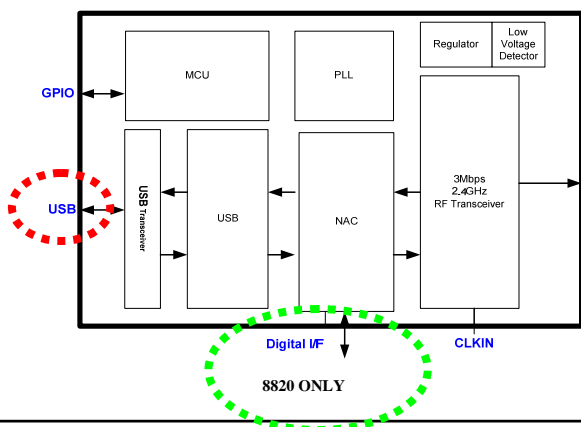 Regulator
Low
Voltage
Detector
MCU
PLL
GPIO
USB Transceiver
USB
NAC
3Mbps
2.4GHz
RF Transceiver
USB
Digital I/F
CLKIN
8820 ONLY